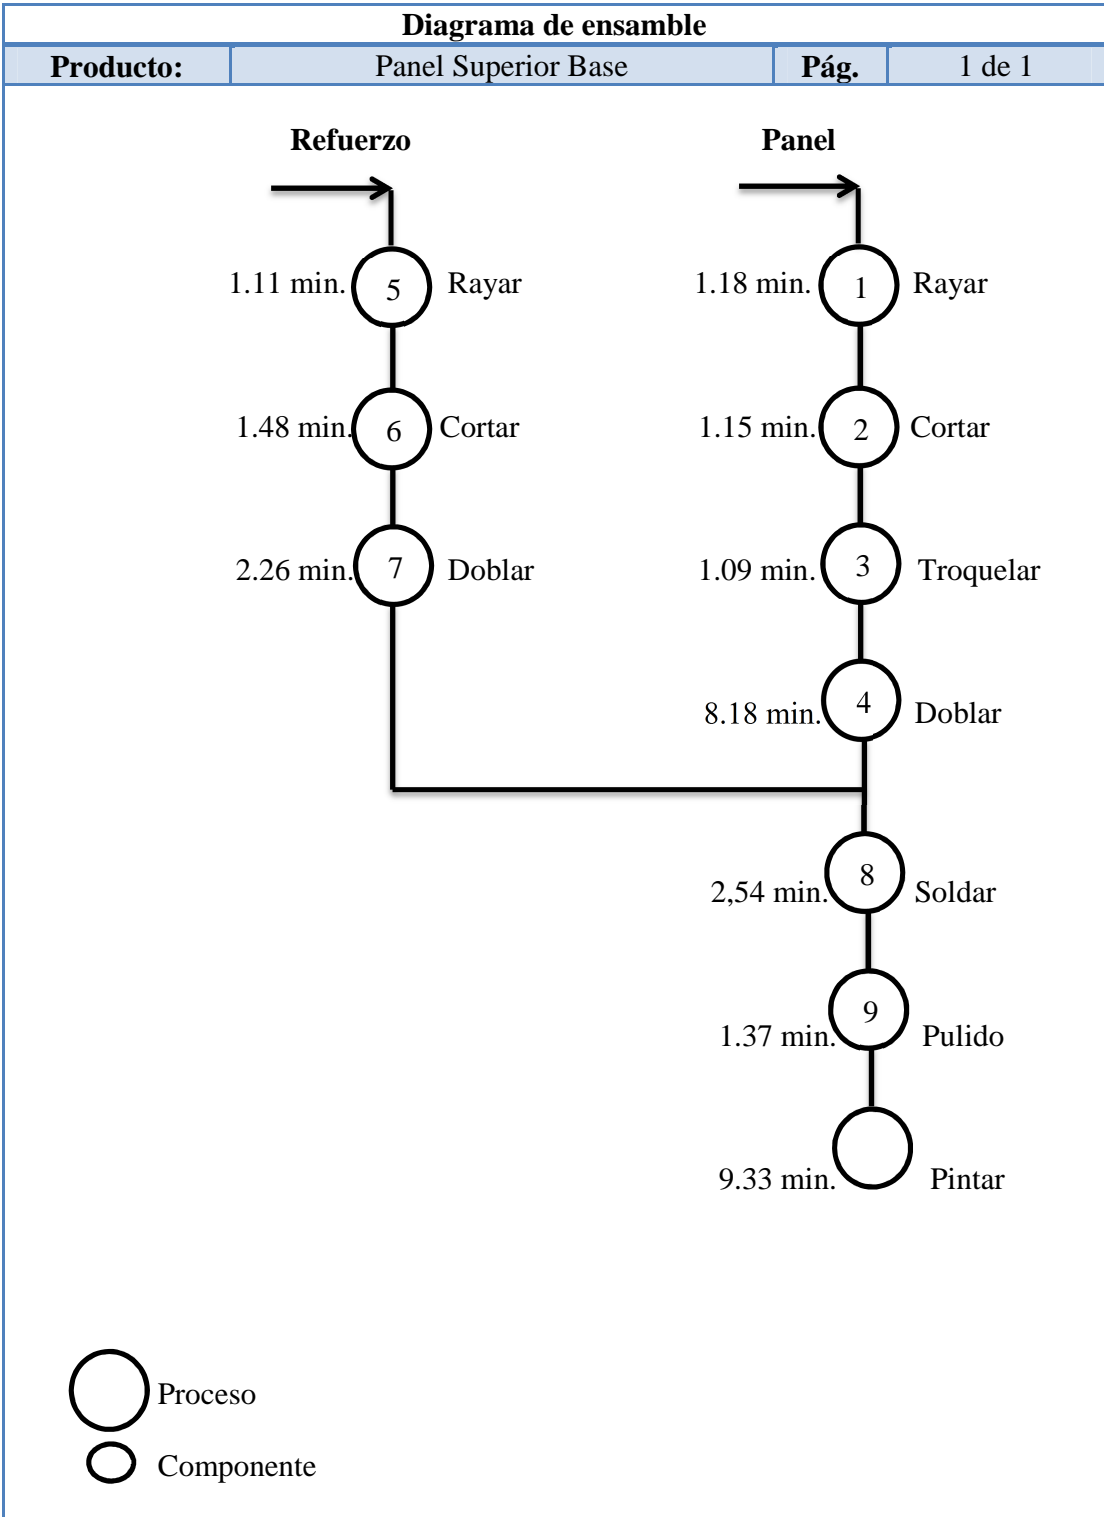 Diagrama de ensamble
Producto: Panel Superior Base Pág. 1 de 1
Refuerzo Panel
1.11 min. 5 Rayar 1.18 min. 1 Rayar
1.48 min. 6 Cortar 1.15 min. 2 Cortar
2.26 min. 7 Doblar 1.09 min. 3 Troquelar
8.18 min. 4 Doblar
2,54 min. 8 Soldar
1.37 min. 9 Pulido
9.33 min. Pintar
Proceso
Componente